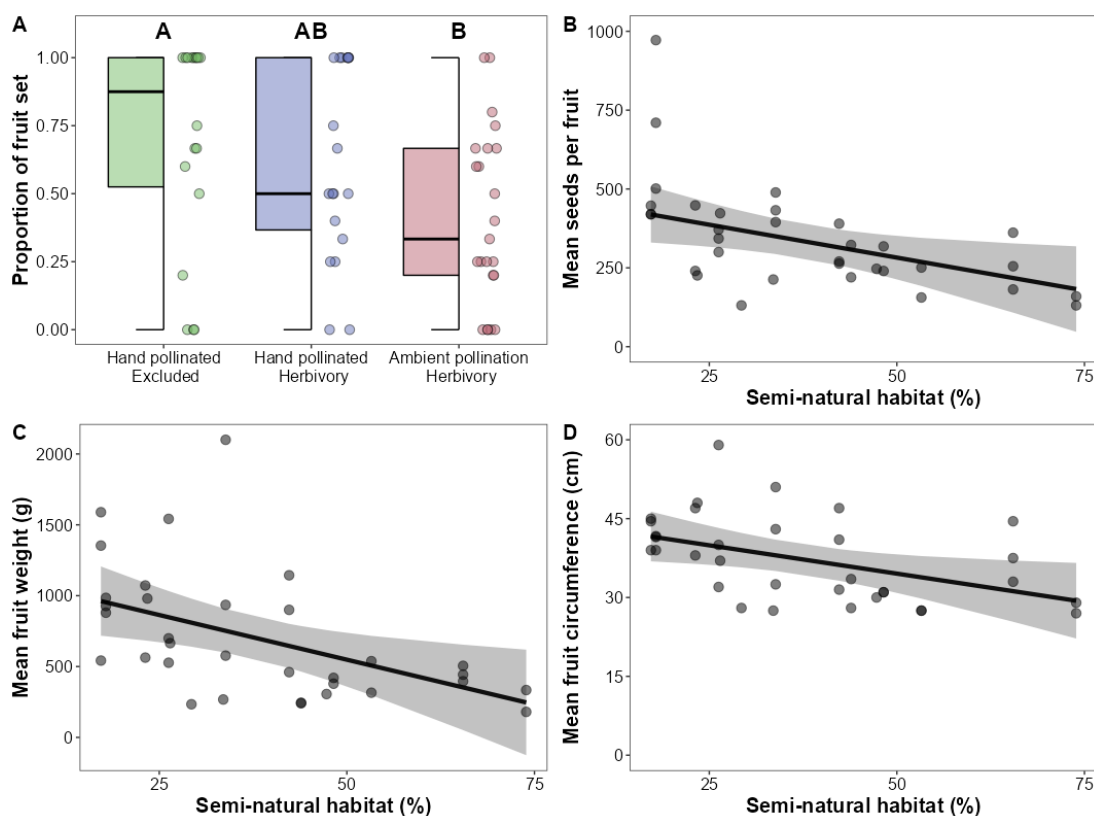 A
A
AB
B
Proportion of fruit set
1.00
0.75
0.50
0.25
0.00
Hand pollinated
Excluded
Hand pollinated
Herbivory
Ambient pollination
Herbivory
B
Mean seeds per fruit
1000
750
500
250
0
25
50
75
Semi-natural habitat (%)
C
Mean fruit weight (g)
2000
1500
1000
500
0
25
50
75
Semi-natural habitat (%)
D
Mean fruit circumference (cm)
60
45
30
15
0
25
50
75
Semi-natural habitat (%)